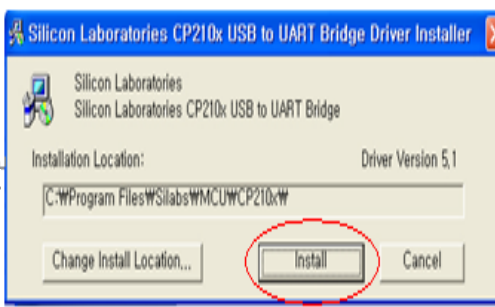 Silicon Laboratories CP210x USB to UART Bridge Driver Installer
Silicon Laboratories
Silicon Laboratories CP210x USB to UART Bridge
Installation Location: Driver Version 5,1
C:₩Program Files₩Silabs₩MCU₩CP210x₩
Change Install Location... Install Cancel